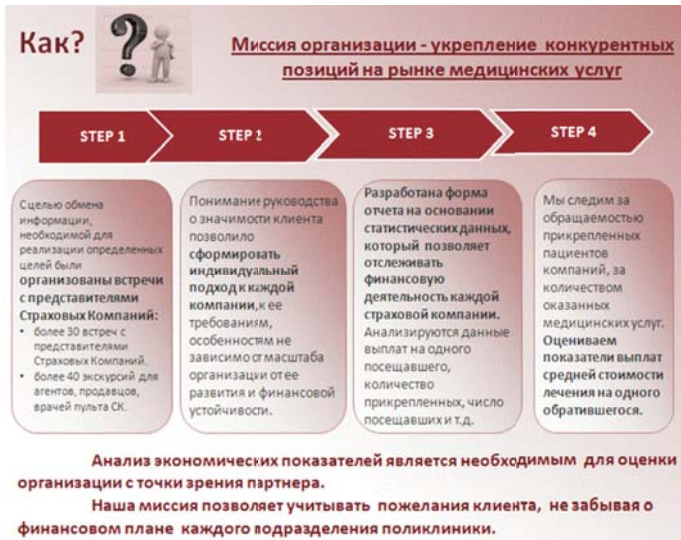 Как?
Миссия организации - укрепление конкурентных
позиций на рынке медицинских услуг
STEP 1
STEP 2
STEP 3
STEP 4
С целью обмена
информации,
необходимой для
реализации определенных
целей были
организованы встречи
с представителями
Страховых Компаний:
• более 30 встреч с
представителями
Страховых Компаний.
• более 40 экскурсий для
агентов, продавцов,
врачей пульта СК.
Понимание руководства
о значимости клиента
позволило
сформировать
индивидуальный
подход к каждой
компании, к ее
требованиям,
особенностям не
зависимо от масштаба
организации от ее
развития и финансовой
устойчивости.
Разработана форма
отчета на основании
статистических данных,
который позволяет
отслеживать
финансовую
деятельность каждой
страховой компании.
Анализируются данные
выплат на одного
посещавшего,
количество
прикрепленных, число
посещавших и т.д.
Мы следим за
обращаемостью
прикрепленных
пациентов
компаний, за
количеством
оказанных
медицинских услуг.
Оцениваем
показатели выплат
средней стоимости
лечения на одного
обратившегося.
Анализ экономических показателей является необходимым для оценки
организации с точки зрения партнера.
Наша миссия позволяет учитывать пожелания клиента, не забывая о
финансовом плане каждого подразделения поликлиники.